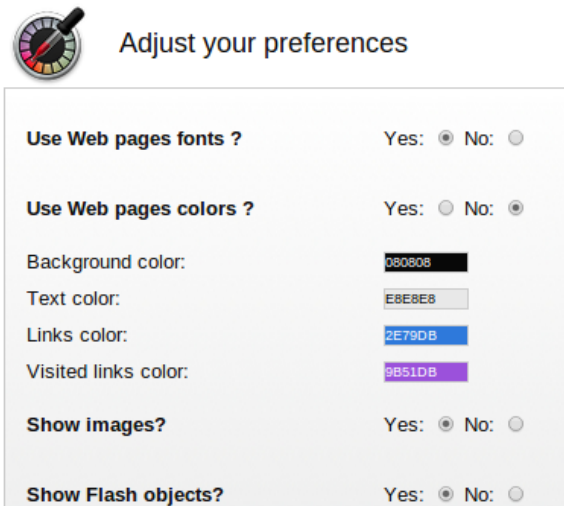 Adjust your preferences
Use Web pages fonts ? Yes: No:
Use Web pages colors ? Yes: No:
Background color: 080808
Text color: E8E8E8
Links color: 2E79DB
Visited links color: 9B51DB
Show images? Yes: No:
Show Flash objects? Yes: No: